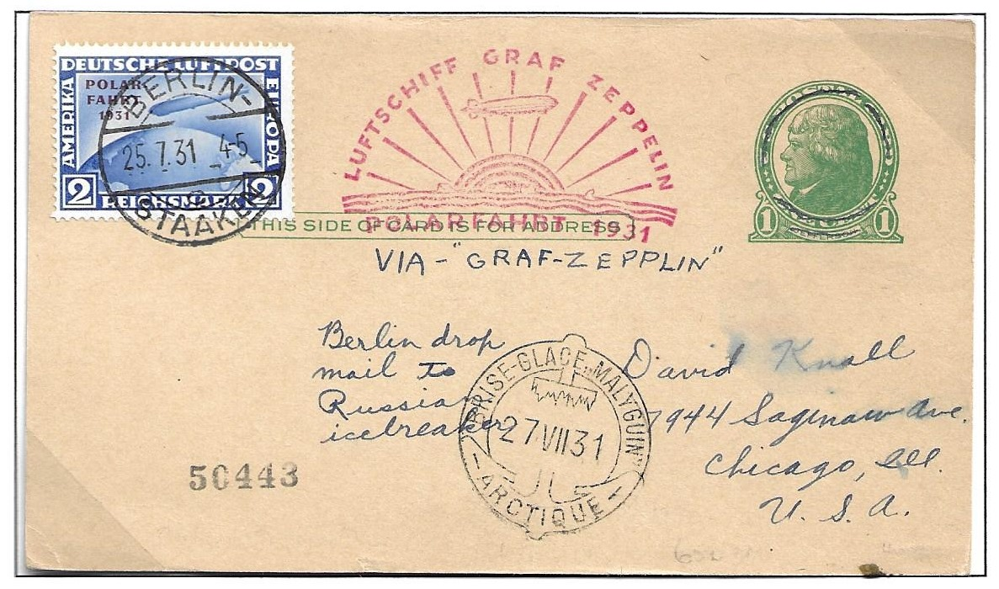 DEUTSCHE LUFTPOST
AMERIKA
EUROPA
POLAR
FAHRT
1931
2 REICHSMARK 2
BERLIN-
25.7.31 4-5
STAAKEN
LUFTSCHIFF GRAF ZEPPELIN
POLARFAHRT 1931
1 1
THIS SIDE OF CARD IS FOR ADDRESS
VIA - "GRAF-ZEPPLIN"
Berlin drop
mail to
Russian
icebreaker
BRISE-GLACE „MALYGUIN"
27 VII 31
— ARCTIQUE —
David Knall
7944 Saginaw Ave.
Chicago, Ill.
U. S. A.
50443